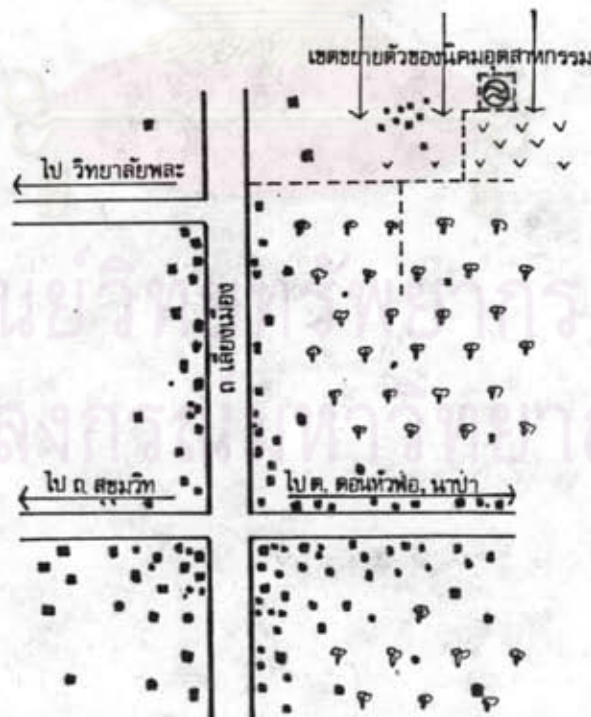 เขตขยายตัวของนิคมอุตสาหกรรม
ไป วิทยาลัยพละ
ถ เลี่ยงเมือง
ไป ถ. สุขุมวิท
ไป ต. ดอนหัวฬ่อ, นาป่า